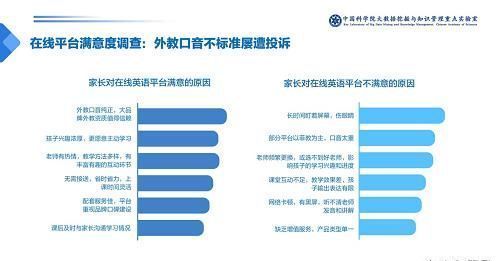 中国科学院大数据挖掘与知识管理重点实验室
Key Laboratory of Big Data Mining and Knowledge Management, Chinese Academy of Sciences
在线平台满意度调查：外教口音不标准屡遭投诉
家长对在线英语平台满意的原因
外教口音纯正，大品
牌外教资质值得信赖
孩子兴趣浓厚，更愿意主动学习
老师有热情，教学方法多样，有
丰富有趣的互动环节
无需接送，省时省力，上
课时间灵活
配套服务佳，平台
重视品牌口碑建设
课后及时与家长沟通学习情况
家长对在线英语平台不满意的原因
长时间盯着屏幕，伤眼睛
部分平台以菲教为主，口音太重
老师频繁更换，或选不到好老师，影
响孩子的学习兴趣和进度
课堂互动不足，教学效果差、孩
子输出表达有限
网络卡顿，有黑屏，听不清老师
发音和讲解
缺乏增值服务，产品类型单一